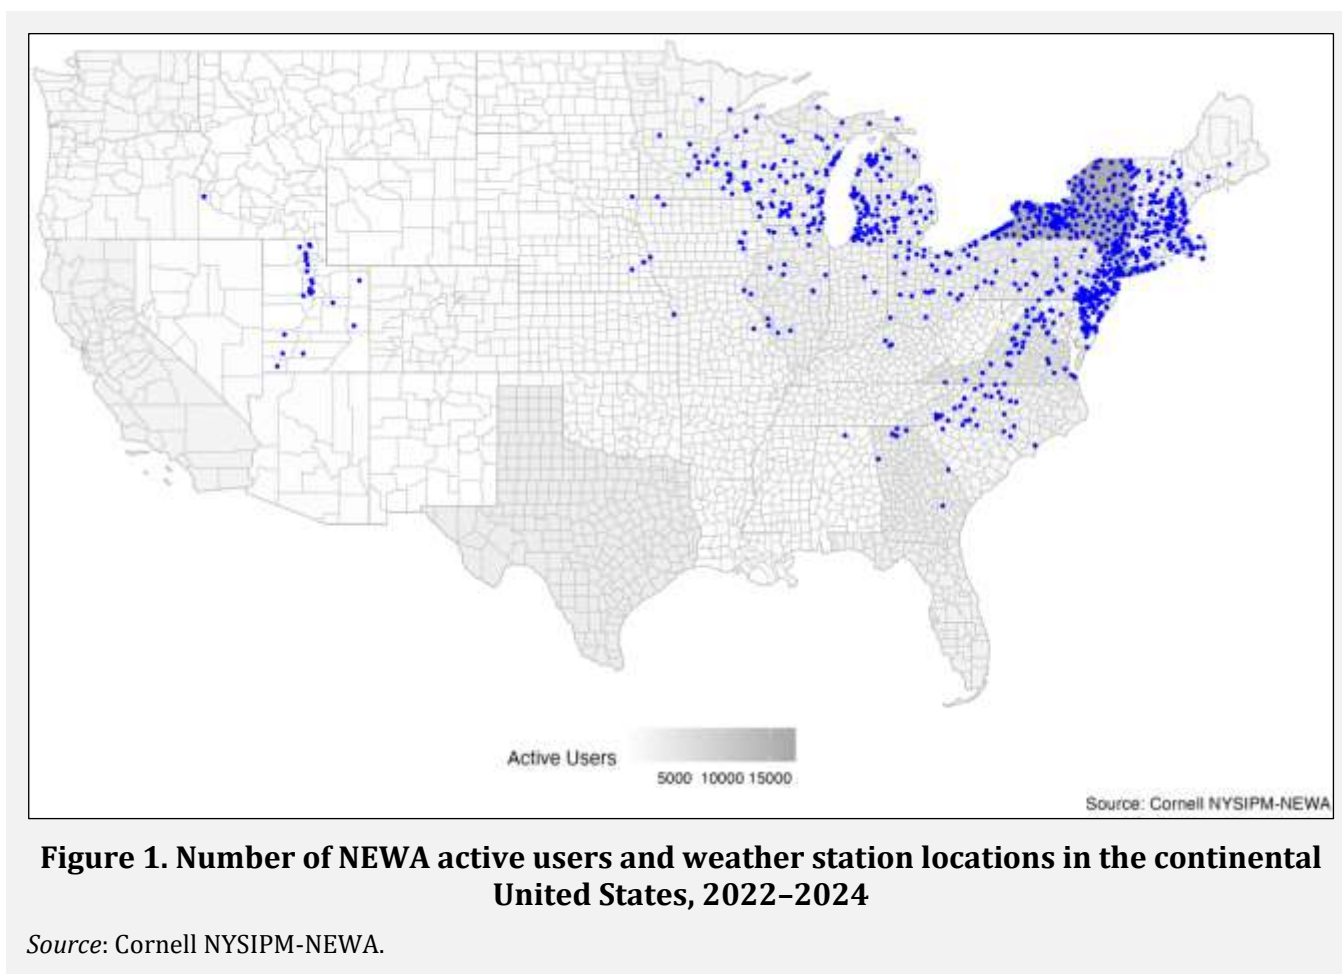 Active Users
5000 10000 15000
Source: Cornell NYSIPM-NEWA
Figure 1. Number of NEWA active users and weather station locations in the continental
United States, 2022–2024
Source: Cornell NYSIPM-NEWA.